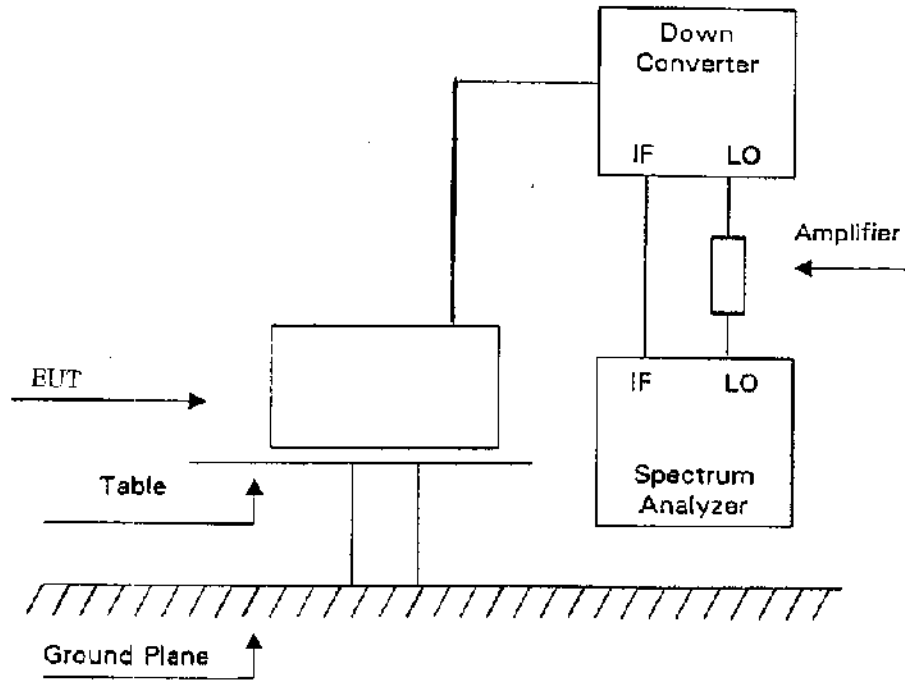 Down
Converter
IF LO
Amplifier
EUT
IF LO
Table
Spectrum
Analyzer
Ground Plane